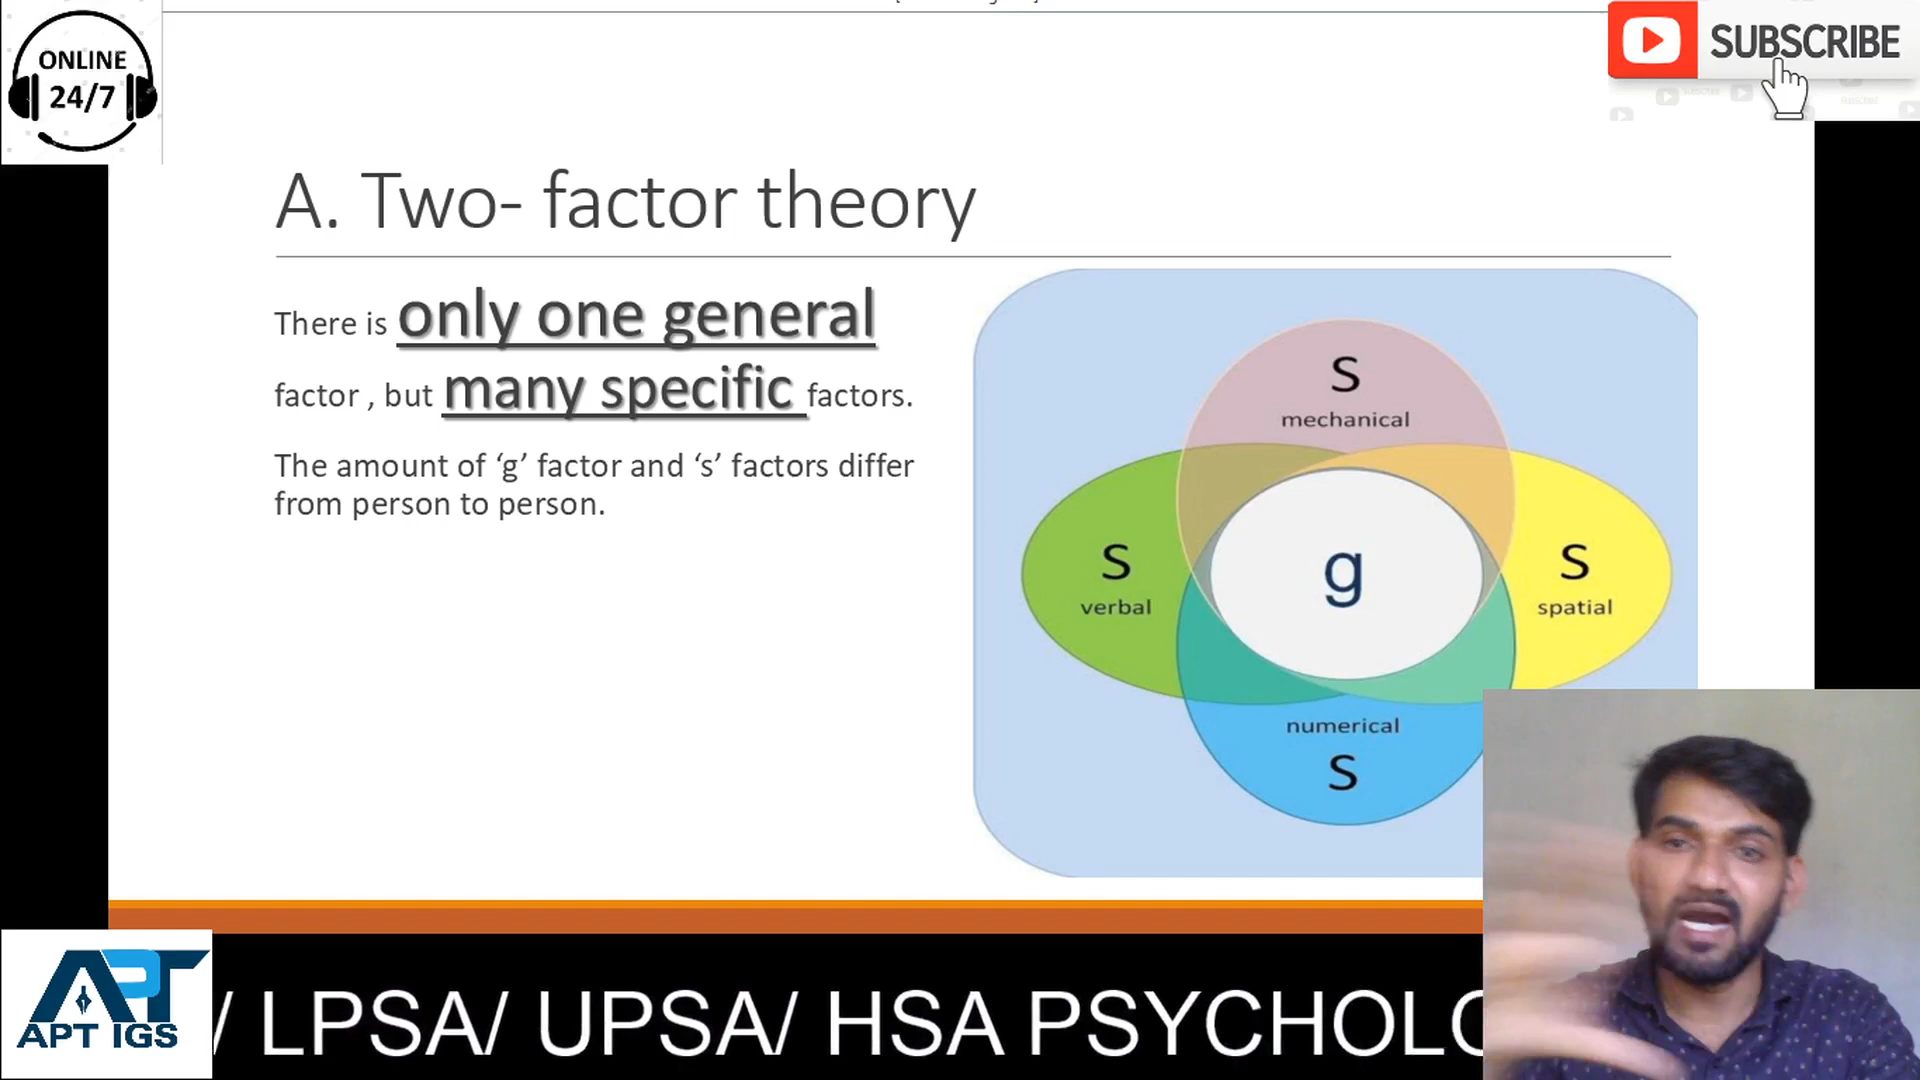 ONLINE
24/7
SUBSCRIBE
A. Two- factor theory
There is only one general
factor , but many specific factors.
The amount of ‘g’ factor and ‘s’ factors differ
from person to person.
S
mechanical
S
verbal
g
S
spatial
numerical
S
APT
APT IGS
/ LPSA/ UPSA/ HSA PSYCHOLO